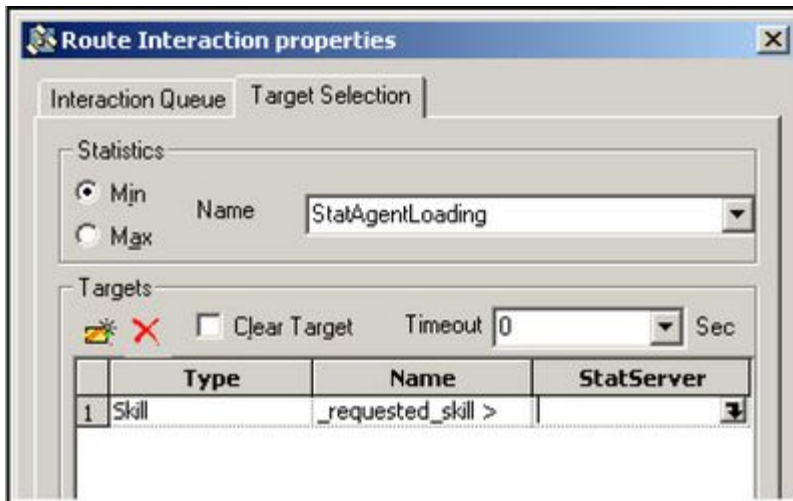 Route Interaction properties
Interaction Queue Target Selection
Statistics
Min
Name StatAgentLoading
Max
Targets
Clear Target Timeout 0 Sec
Type Name StatServer
1 Skill _requested_skill >